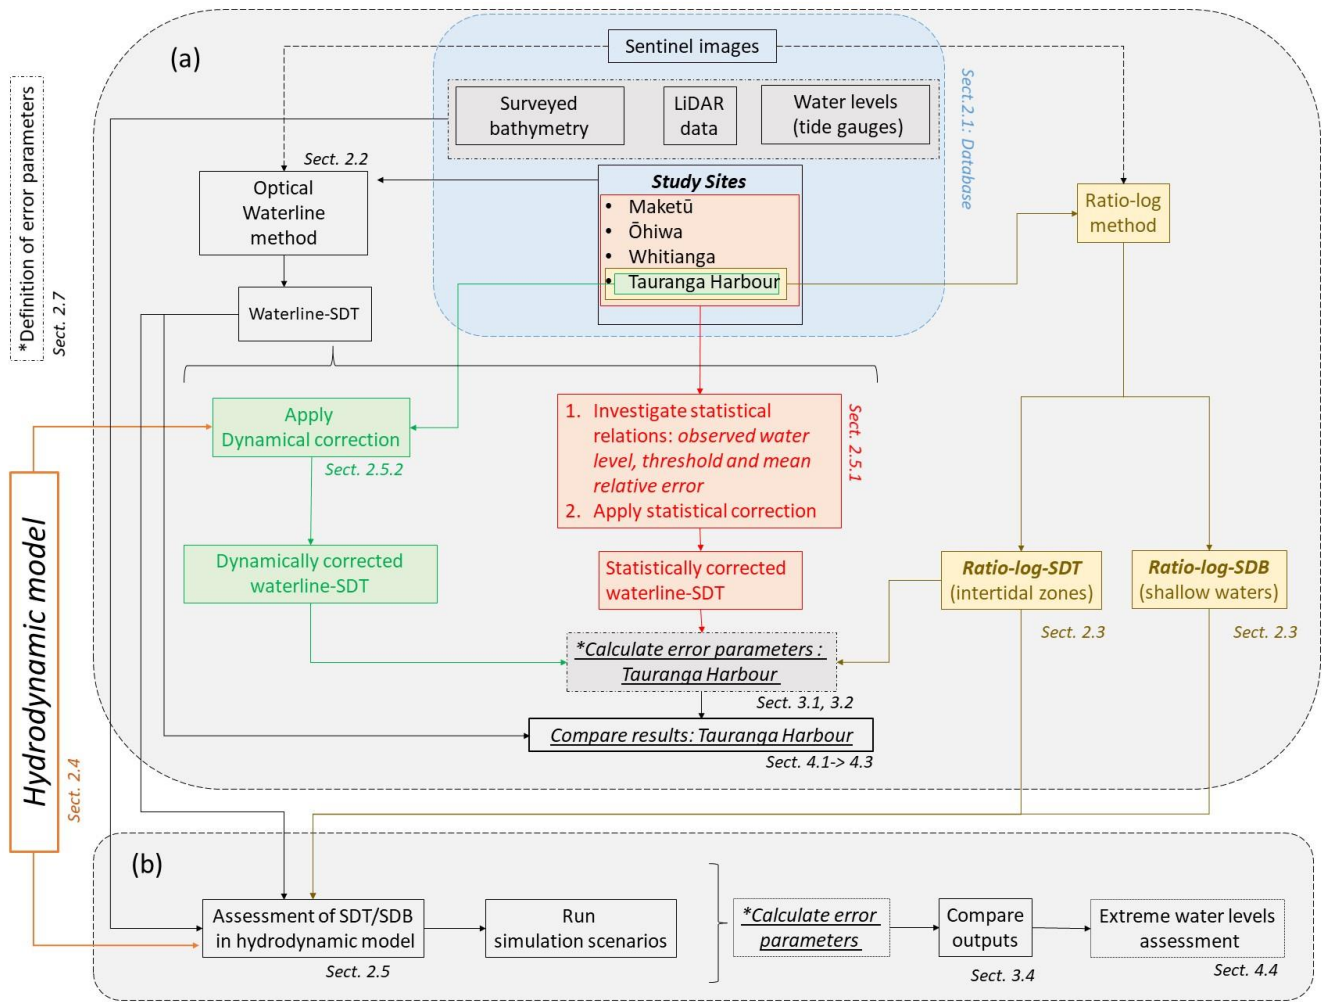 (a)
Sentinel images
Surveyed
bathymetry
LiDAR
data
Water levels
(tide gauges)
Sect.2.1: Database
*Definition of error parameters
Sect. 2.7
Sect. 2.2
Optical
Waterline
method
Study Sites
• Maketū
• Ōhiwa
• Whitianga
• Tauranga Harbour
Ratio-log
method
Waterline-SDT
Apply
Dynamical correction
Sect. 2.5.2
1. Investigate statistical
relations: observed water
level, threshold and mean
relative error
2. Apply statistical correction
Sect. 2.5.1
Hydrodynamic model
Sect. 2.4
Dynamically corrected
waterline-SDT
Statistically corrected
waterline-SDT
Ratio-log-SDT
(intertidal zones)
Sect. 2.3
Ratio-log-SDB
(shallow waters)
Sect. 2.3
*Calculate error parameters :
Tauranga Harbour
Sect. 3.1, 3.2
Compare results: Tauranga Harbour
Sect. 4.1-> 4.3
(b)
Assessment of SDT/SDB
in hydrodynamic model
Sect. 2.5
Run
simulation scenarios
*Calculate error
parameters
Compare
outputs
Sect. 3.4
Extreme water levels
assessment
Sect. 4.4